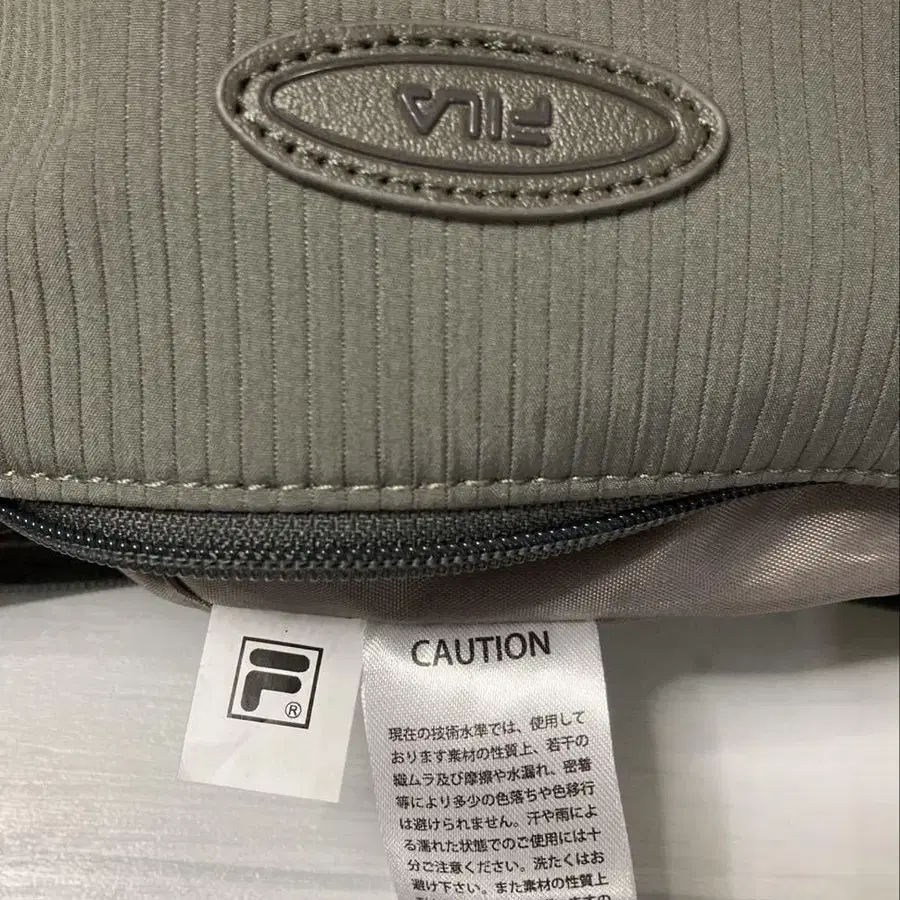 FILA
F
®
CAUTION
現在の技術水準では、使用して
おります素材の性質上、若干の
織ムラ及び摩擦や水漏れ、密着
等により多少の色落ちや色移行
は避けられません。汗や雨によ
る濡れた状態でのご使用には十
分ご注意ください。洗たくはお
避け下さい。また素材の性質上